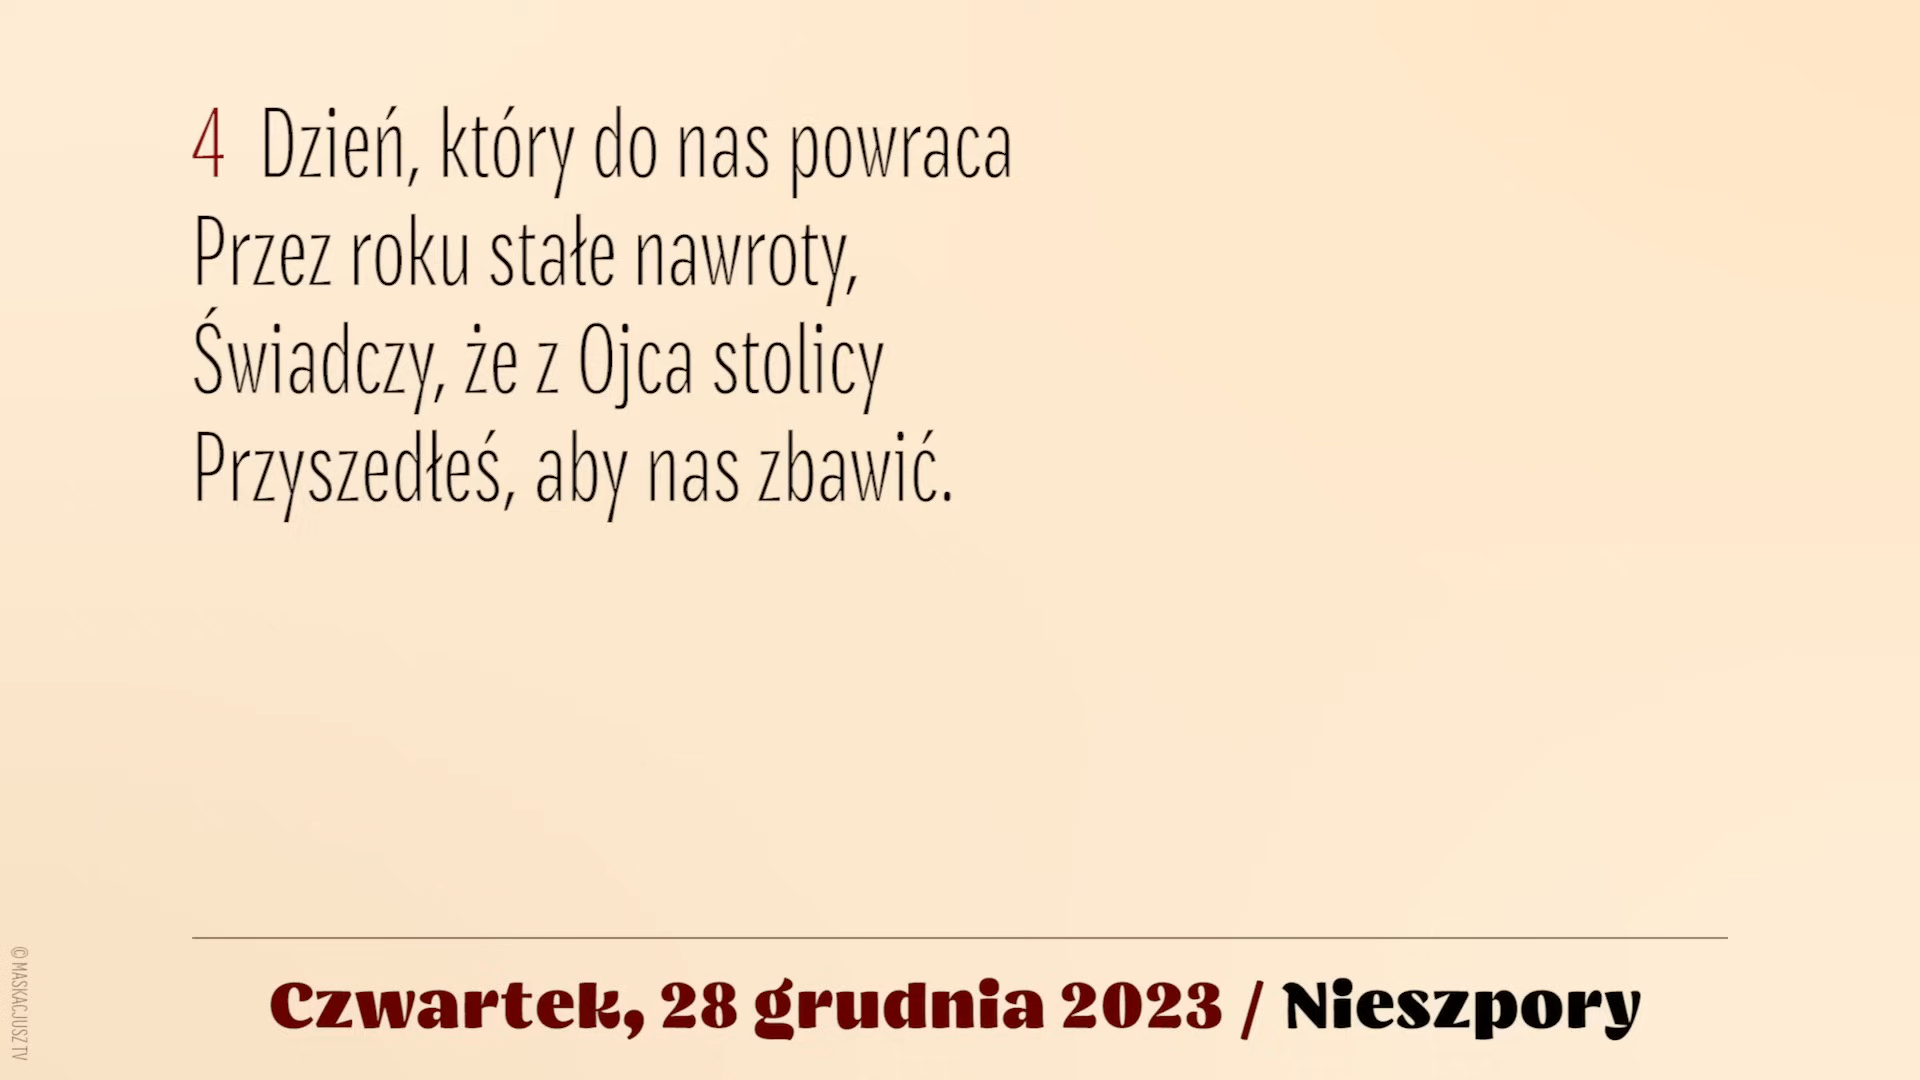 4 Dzień, który do nas powraca
Przez roku stałe nawroty,
Świadczy, że z Ojca stolicy
Przyszedłeś, aby nas zbawić.
Czwartek, 28 grudnia 2023 / Nieszpory
© MASKACJUSZ TV